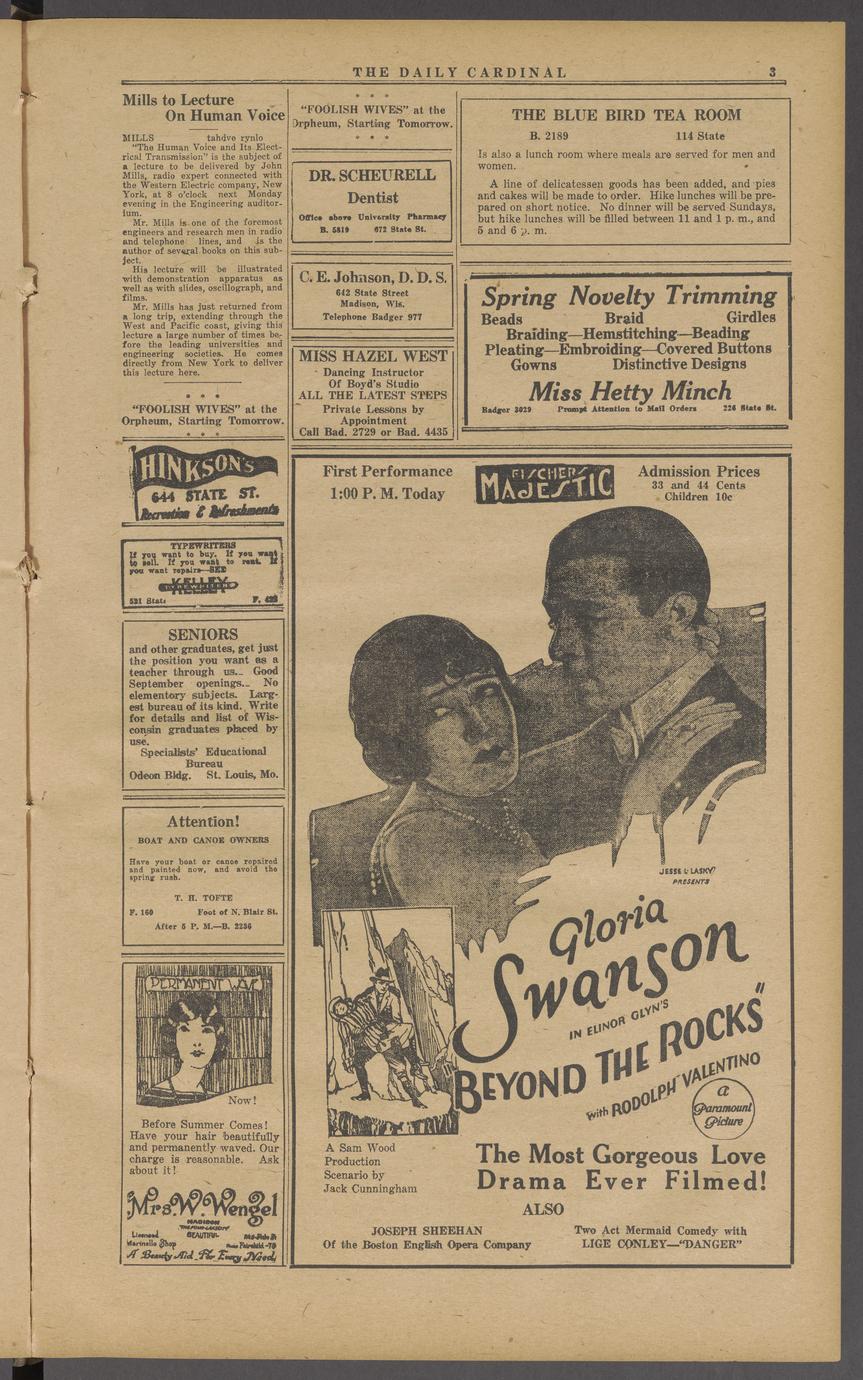 THE DAILY CARDINAL
3
Mills to Lecture
On Human Voice
MILLS tahdve rynlo
"The Human Voice and Its Elect-
rical Transmission" is the subject of
a lecture to be delivered by John
Mills, radio expert connected with
the Western Electric company, New
York, at 8 o'clock next Monday
evening in the Engineering auditor-
ium.
Mr. Mills is one of the foremost
engineers and research men in radio
and telephone lines, and is the
author of several books on this sub-
ject.
His lecture will be illustrated
with demonstration apparatus as
well as with slides, oscillograph, and
films.
Mr. Mills has just returned from
a long trip, extending through the
West and Pacific coast, giving this
lecture a large number of times be-
fore the leading universities and
engineering societies. He comes
directly from New York to deliver
this lecture here.
* * *
"FOOLISH WIVES" at the
Orpheum, Starting Tomorrow.
* * *
HINKSON'S
644 STATE ST.
Recreation & Refreshments
TYPEWRITERS
If you want to buy. If you want
to sell. If you want to rent. If
you want repairs—SEE
KELLEY
521 State F. 422
SENIORS
and other graduates, get just
the position you want as a
teacher through us... Good
September openings... No
elementory subjects. Larg-
est bureau of its kind. Write
for details and list of Wis-
consin graduates placed by
use.
Specialists' Educational
Bureau
Odeon Bldg. St. Louis, Mo.
Attention!
BOAT AND CANOE OWNERS
Have your boat or canoe repaired
and painted now, and avoid the
spring rush.
T. H. TOFTE
F. 160 Foot of N. Blair St.
After 5 P. M.—B. 2256
PERMANENT WAVE
Now!
Before Summer Comes!
Have your hair beautifully
and permanently waved. Our
charge is reasonable. Ask
about it!
Mrs. W. Wengel
MADISON
BEAUTIFUL
Licensed
Marinello Shop
A Beauty Aid For Every Need
* * *
"FOOLISH WIVES" at the
Orpheum, Starting Tomorrow.
* * *
DR. SCHEURELL
Dentist
Office above University Pharmacy
B. 5819 672 State St.
C. E. Johnson, D. D. S.
642 State Street
Madison, Wis.
Telephone Badger 977
MISS HAZEL WEST
Dancing Instructor
Of Boyd's Studio
ALL THE LATEST STEPS
Private Lessons by
Appointment
Call Bad. 2729 or Bad. 4435
THE BLUE BIRD TEA ROOM
B. 2189 114 State
Is also a lunch room where meals are served for men and
women.
A line of delicatessen goods has been added, and pies
and cakes will be made to order. Hike lunches will be pre-
pared on short notice. No dinner will be served Sundays,
but hike lunches will be filled between 11 and 1 p. m., and
5 and 6 p. m.
Spring Novelty Trimming
Beads Braid Girdles
Braiding—Hemstitching—Beading
Pleating—Embroiding—Covered Buttons
Gowns Distinctive Designs
Miss Hetty Minch
Badger 3029 Prompt Attention to Mail Orders 226 State St.
First Performance
1:00 P. M. Today
FISCHER'S
MAJESTIC
Admission Prices
33 and 44 Cents
Children 10c
JESSE L. LASKY
PRESENTS
Gloria
Swanson
IN ELINOR GLYN'S
BEYOND THE ROCKS"
with RODOLPH VALENTINO
a
Paramount
Picture
A Sam Wood
Production
Scenario by
Jack Cunningham
The Most Gorgeous Love
Drama Ever Filmed!
ALSO
JOSEPH SHEEHAN
Of the Boston English Opera Company
Two Act Mermaid Comedy with
LIGE CONLEY—"DANGER"